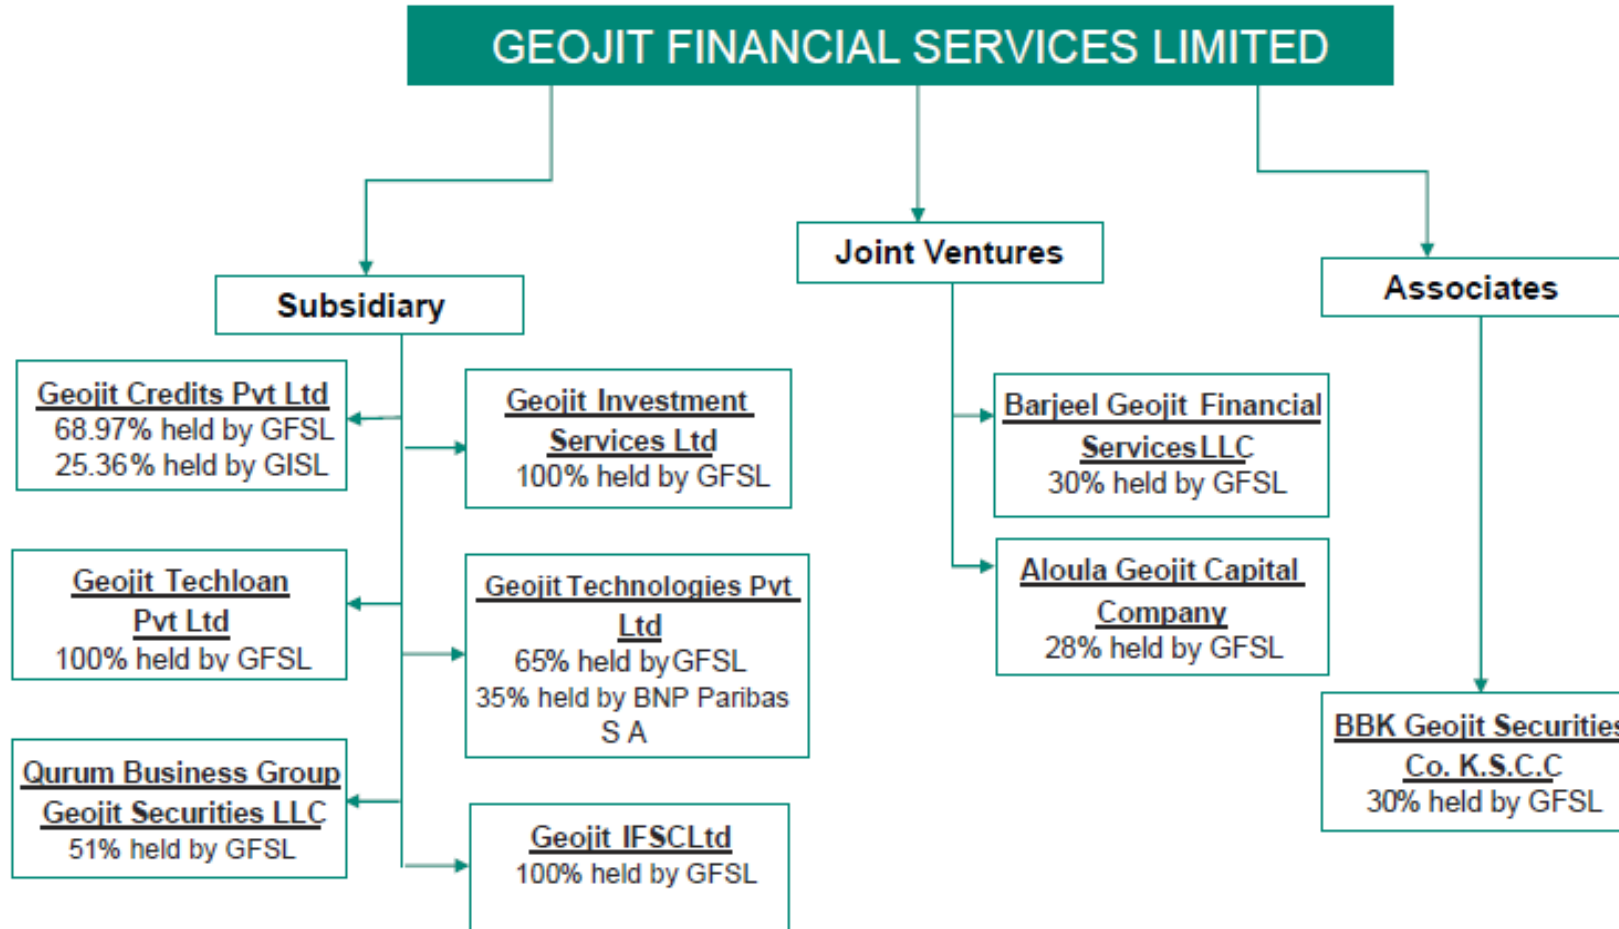 GEOJIT FINANCIAL SERVICES LIMITED
Subsidiary
Geojit Credits Pvt Ltd
68.97% held by GFSL
25.36% held by GISL
Geojit Investment
Services Ltd
100% held by GFSL
Geojit Techloan
Pvt Ltd
100% held by GFSL
Geojit Technologies Pvt
Ltd
65% held by GFSL
35% held by BNP Paribas
S A
Qurum Business Group
Geojit Securities LLC
51% held by GFSL
Geojit IFSCLtd
100% held by GFSL
Joint Ventures
Barjeel Geojit Financial
Services LLC
30% held by GFSL
Aloula Geojit Capital
Company
28% held by GFSL
Associates
BBK Geojit Securities
Co. K.S.C.C
30% held by GFSL